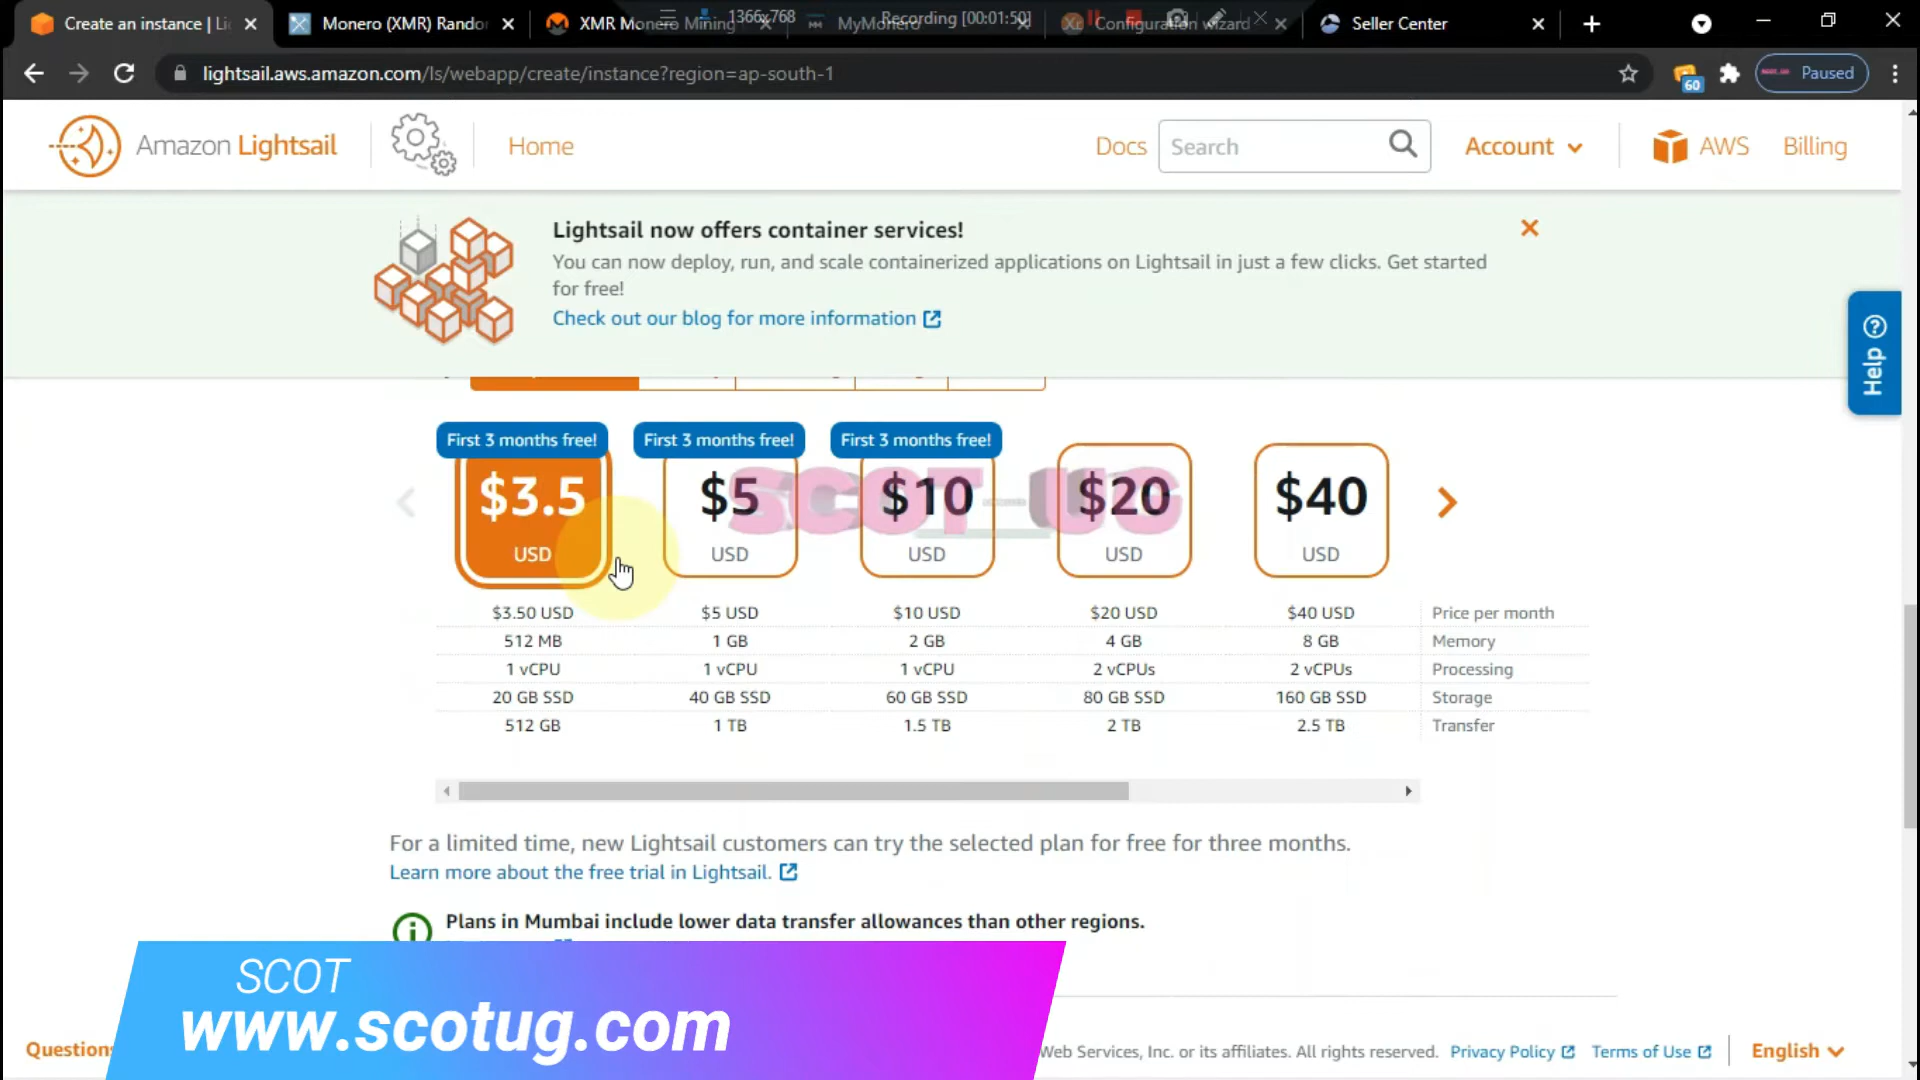 Create an instance | Li
Monero (XMR) Rando
XMR Monero Mining
1366x768
MyMonero
Recording [00:01:50]
Configuration wizard
Seller Center
lightsail.aws.amazon.com/ls/webapp/create/instance?region=ap-south-1
60
Paused
Amazon Lightsail
Home
Docs
Search
Account
AWS
Billing
Lightsail now offers container services!
You can now deploy, run, and scale containerized applications on Lightsail in just a few clicks. Get started
for free!
Check out our blog for more information
Help
First 3 months free! First 3 months free! First 3 months free!
$3.5 $5 $10 $20 $40
SCOT UG
USD USD USD USD USD
$3.50 USD $5 USD $10 USD $20 USD $40 USD Price per month
512 MB 1 GB 2 GB 4 GB 8 GB Memory
1 vCPU 1 vCPU 1 vCPU 2 vCPUs 2 vCPUs Processing
20 GB SSD 40 GB SSD 60 GB SSD 80 GB SSD 160 GB SSD Storage
512 GB 1 TB 1.5 TB 2 TB 2.5 TB Transfer
For a limited time, new Lightsail customers can try the selected plan for free for three months.
Learn more about the free trial in Lightsail.
Plans in Mumbai include lower data transfer allowances than other regions.
SCOT
www.scotug.com
Questions
Web Services, Inc. or its affiliates. All rights reserved. Privacy Policy Terms of Use English